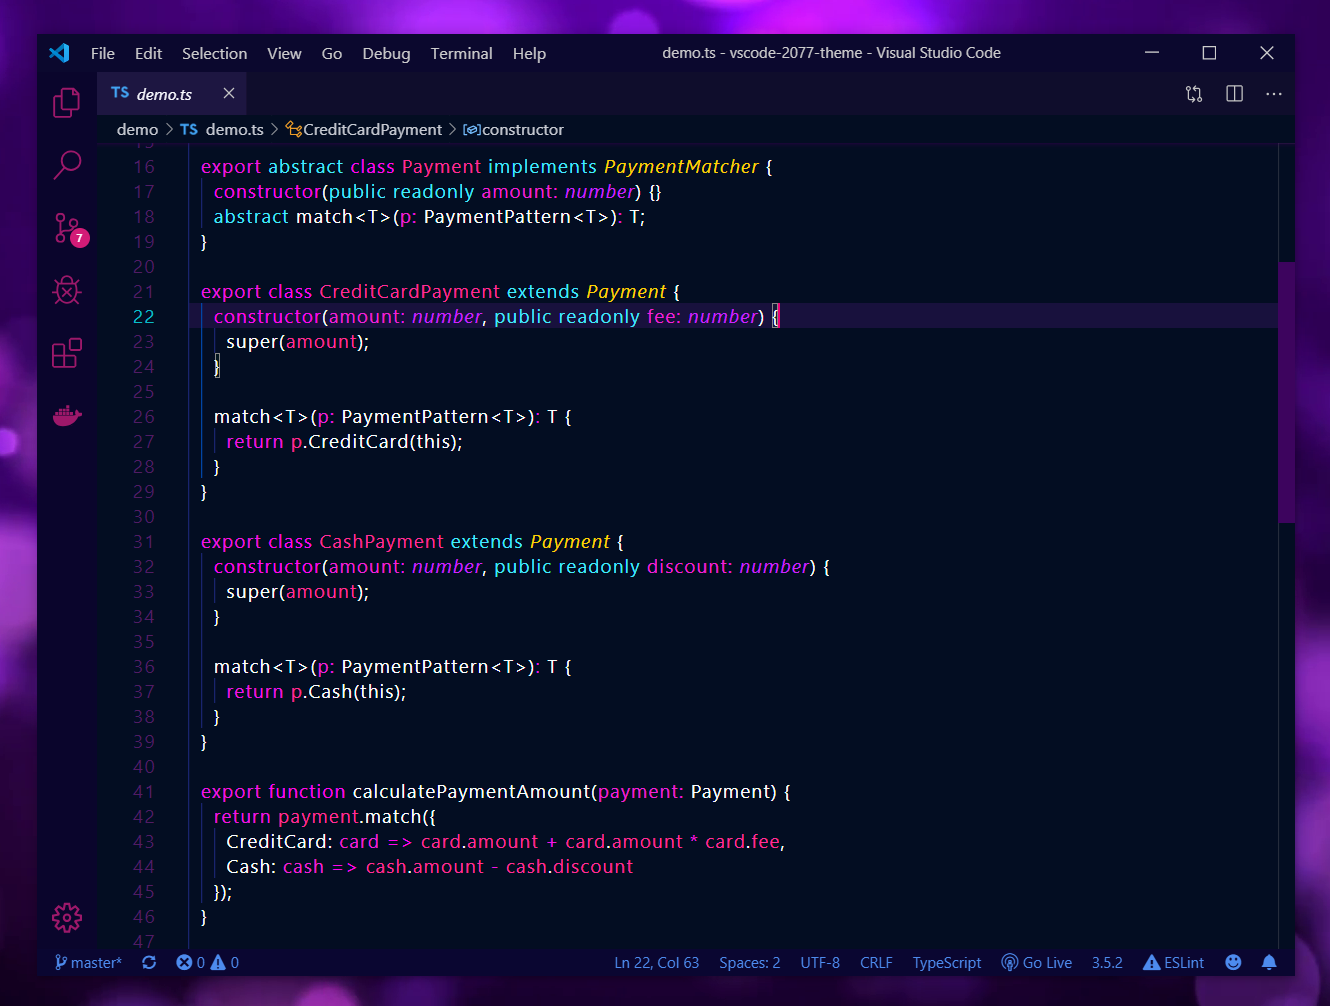 File Edit Selection View Go Debug Terminal Help demo.ts - vscode-2077-theme - Visual Studio Code
TS demo.ts
demo > TS demo.ts > CreditCardPayment > constructor
16 export abstract class Payment implements PaymentMatcher {
17 constructor(public readonly amount: number) {}
18 abstract match<T>(p: PaymentPattern<T>): T;
19 }
20
21 export class CreditCardPayment extends Payment {
22 constructor(amount: number, public readonly fee: number) {
23 super(amount);
24 }
25
26 match<T>(p: PaymentPattern<T>): T {
27 return p.CreditCard(this);
28 }
29 }
30
31 export class CashPayment extends Payment {
32 constructor(amount: number, public readonly discount: number) {
33 super(amount);
34 }
35
36 match<T>(p: PaymentPattern<T>): T {
37 return p.Cash(this);
38 }
39 }
40
41 export function calculatePaymentAmount(payment: Payment) {
42 return payment.match({
43 CreditCard: card => card.amount + card.amount * card.fee,
44 Cash: cash => cash.amount - cash.discount
45 });
46 }
47
7
master* 0 0 Ln 22, Col 63 Spaces: 2 UTF-8 CRLF TypeScript Go Live 3.5.2 ESLint